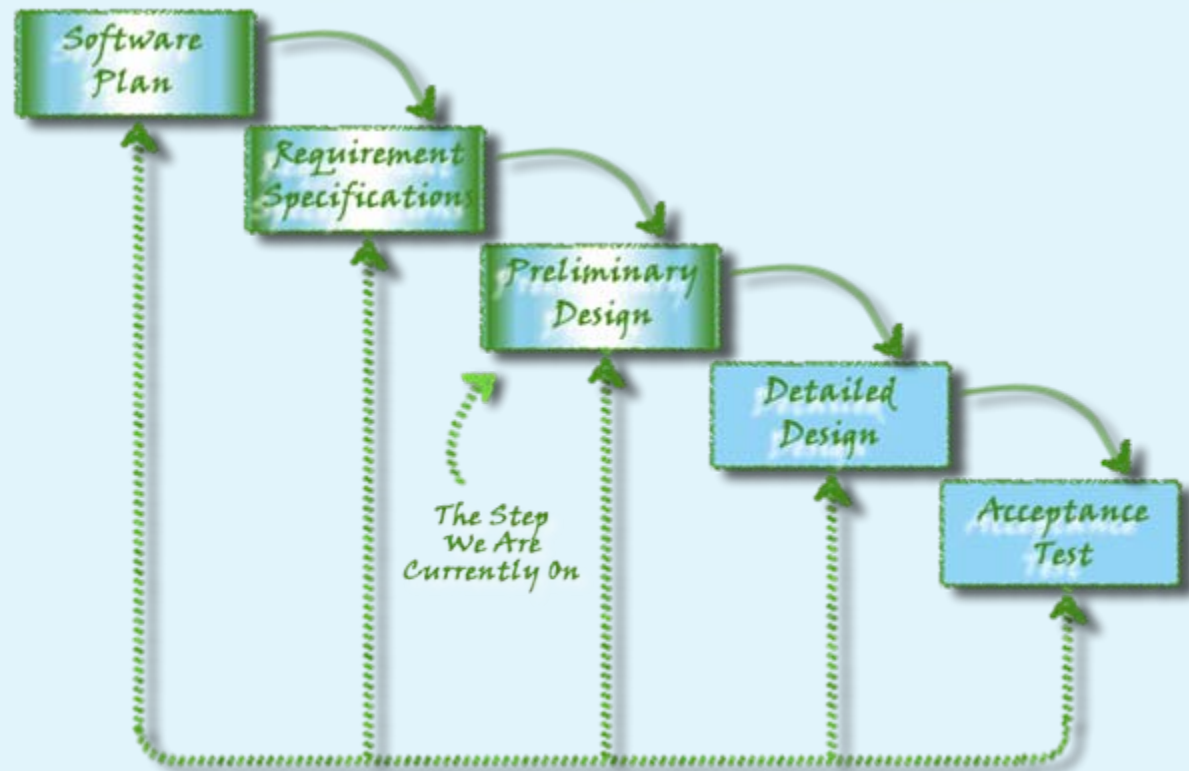 Software
Plan
Requirement
Specifications
Preliminary
Design
Detailed
Design
The Step
We Are
Currently On
Acceptance
Test